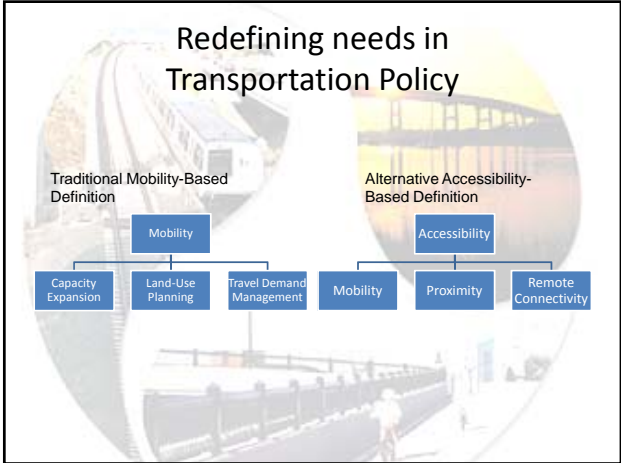 Redefining needs in
Transportation Policy
Traditional Mobility-Based
Definition
Mobility
Capacity
Expansion
Land-Use
Planning
Travel Demand
Management
Alternative Accessibility-
Based Definition
Accessibility
Mobility
Proximity
Remote
Connectivity